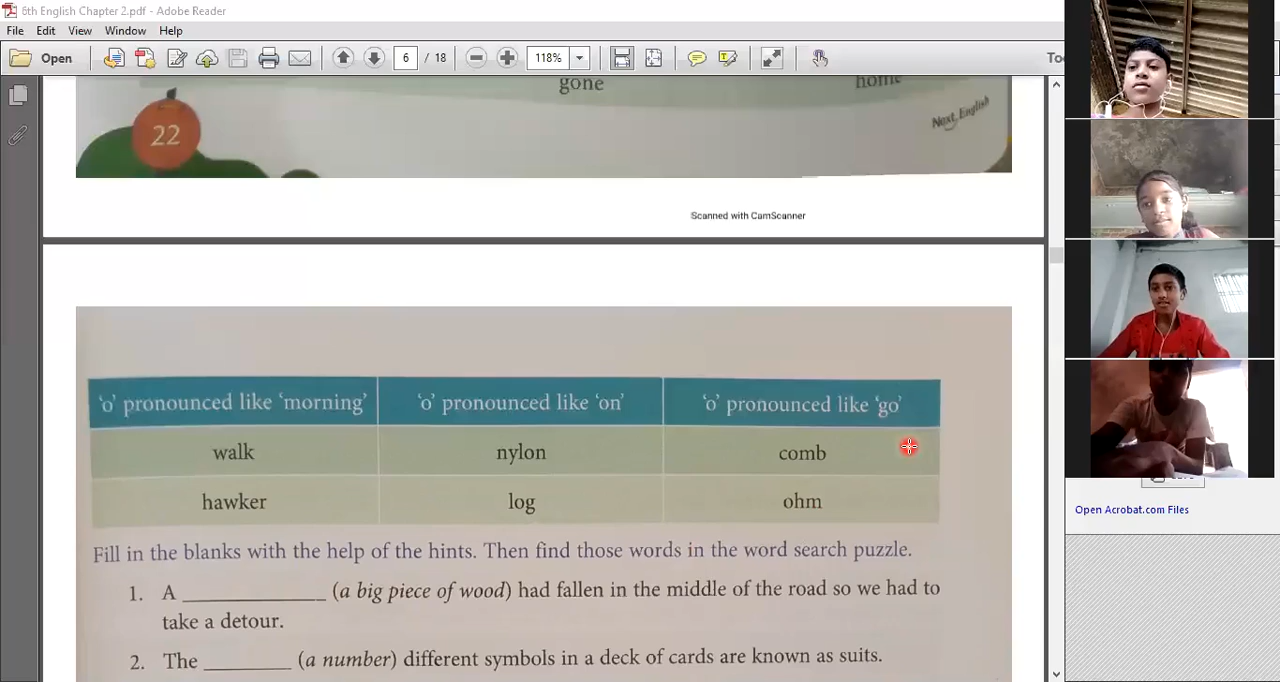 6th English Chapter 2.pdf - Adobe Reader
File Edit View Window Help
Open 6 / 18 118% To
gone home
22
Next, English
Scanned with CamScanner
'o' pronounced like 'morning' 'o' pronounced like 'on' 'o' pronounced like 'go'
walk nylon comb
hawker log ohm
Open Acrobat.com Files
Fill in the blanks with the help of the hints. Then find those words in the word search puzzle.
1. A ____________ (a big piece of wood) had fallen in the middle of the road so we had to
take a detour.
2. The ________ (a number) different symbols in a deck of cards are known as suits.